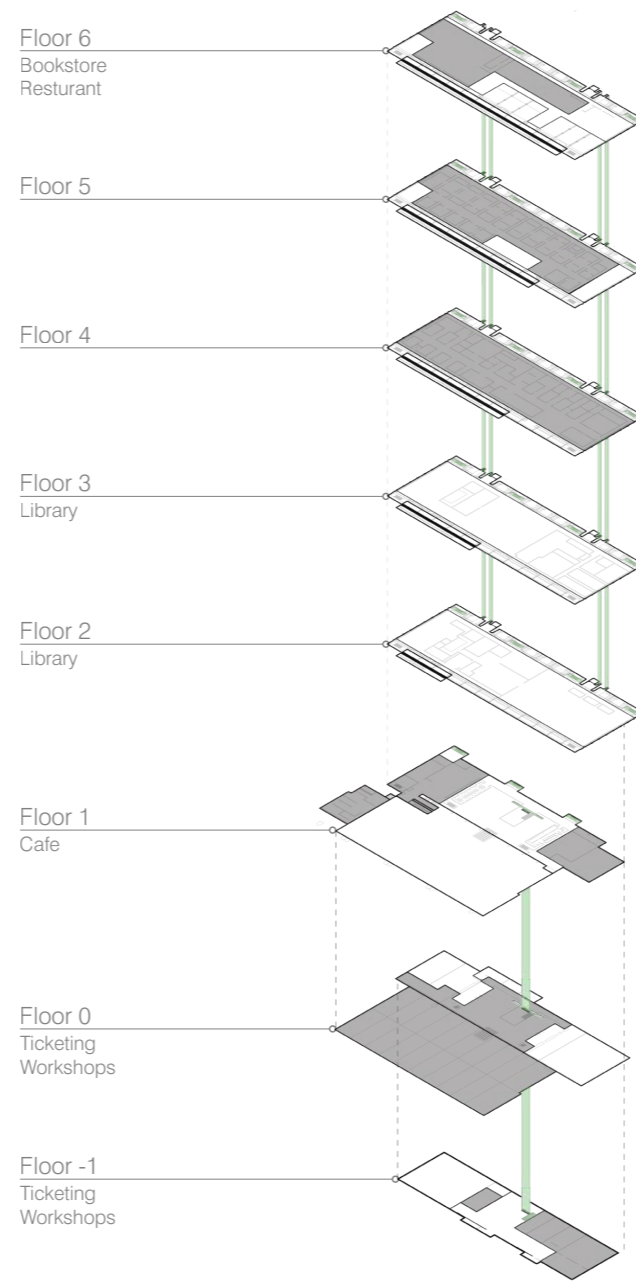 Floor 6
Bookstore
Resturant
Floor 5
Floor 4
Floor 3
Library
Floor 2
Library
Floor 1
Cafe
Floor 0
Ticketing
Workshops
Floor -1
Ticketing
Workshops